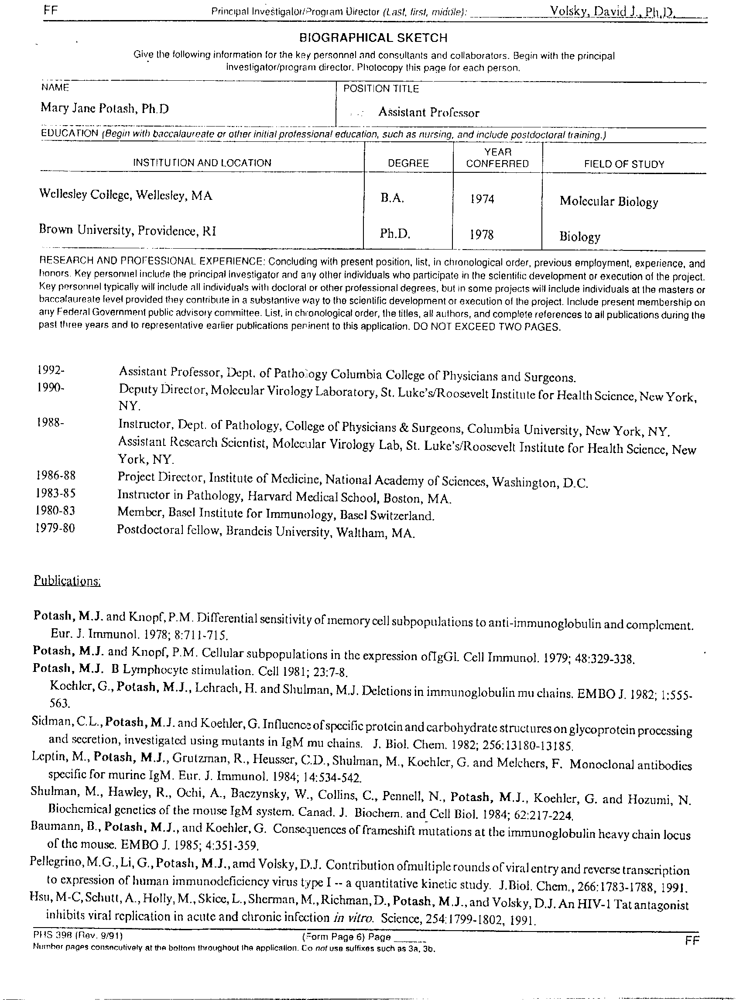 FF Principal Investigator/Program Director (Last, first, middle): Volsky, David J., Ph.D.
BIOGRAPHICAL SKETCH
Give the following information for the key personnel and consultants and collaborators. Begin with the principal
investigator/program director. Photocopy this page for each person.
NAME POSITION TITLE
Mary Jane Potash, Ph.D Assistant Professor
EDUCATION (Begin with baccalaureate or other initial professional education, such as nursing, and include postdoctoral training.)
INSTITUTION AND LOCATION DEGREE YEAR CONFERRED FIELD OF STUDY
Wellesley College, Wellesley, MA B.A. 1974 Molecular Biology
Brown University, Providence, RI Ph.D. 1978 Biology
RESEARCH AND PROFESSIONAL EXPERIENCE: Concluding with present position, list, in chronological order, previous employment, experience, and
honors. Key personnel include the principal investigator and any other individuals who participate in the scientific development or execution of the project.
Key personnel typically will include all individuals with doctoral or other professional degrees, but in some projects will include individuals at the masters or
baccalaureate level provided they contribute in a substantive way to the scientific development or execution of the project. Include present membership on
any Federal Government public advisory committee. List, in chronological order, the titles, all authors, and complete references to all publications during the
past three years and to representative earlier publications pertinent to this application. DO NOT EXCEED TWO PAGES.
1992- Assistant Professor, Dept. of Pathology Columbia College of Physicians and Surgeons.
1990- Deputy Director, Molecular Virology Laboratory, St. Luke's/Roosevelt Institute for Health Science, New York,
NY.
1988- Instructor, Dept. of Pathology, College of Physicians & Surgeons, Columbia University, New York, NY.
Assistant Research Scientist, Molecular Virology Lab, St. Luke's/Roosevelt Institute for Health Science, New
York, NY.
1986-88 Project Director, Institute of Medicine, National Academy of Sciences, Washington, D.C.
1983-85 Instructor in Pathology, Harvard Medical School, Boston, MA.
1980-83 Member, Basel Institute for Immunology, Basel Switzerland.
1979-80 Postdoctoral fellow, Brandeis University, Waltham, MA.
Publications:
Potash, M.J. and Knopf, P.M. Differential sensitivity of memory cell subpopulations to anti-immunoglobulin and complement.
Eur. J. Immunol. 1978; 8:711-715.
Potash, M.J. and Knopf, P.M. Cellular subpopulations in the expression of IgG1. Cell Immunol. 1979; 48:329-338.
Potash, M.J. B Lymphocyte stimulation. Cell 1981; 23:7-8.
Koehler, G., Potash, M.J., Lehrach, H. and Shulman, M.J. Deletions in immunoglobulin mu chains. EMBO J. 1982; 1:555-
563.
Sidman, C.L., Potash, M.J. and Koehler, G. Influence of specific protein and carbohydrate structures on glycoprotein processing
and secretion, investigated using mutants in IgM mu chains. J. Biol. Chem. 1982; 256:13180-13185.
Leptin, M., Potash, M.J., Grutzman, R., Heusser, C.D., Shulman, M., Koehler, G. and Melchers, F. Monoclonal antibodies
specific for murine IgM. Eur. J. Immunol. 1984; 14:534-542.
Shulman, M., Hawley, R., Ochi, A., Baczynsky, W., Collins, C., Pennell, N., Potash, M.J., Koehler, G. and Hozumi, N.
Biochemical genetics of the mouse IgM system. Canad. J. Biochem. and Cell Biol. 1984; 62:217-224.
Baumann, B., Potash, M.J., and Koehler, G. Consequences of frameshift mutations at the immunoglobulin heavy chain locus
of the mouse. EMBO J. 1985; 4:351-359.
Pellegrino, M.G., Li, G., Potash, M.J., amd Volsky, D.J. Contribution of multiple rounds of viral entry and reverse transcription
to expression of human immunodeficiency virus type I -- a quantitative kinetic study. J.Biol. Chem., 266:1783-1788, 1991.
Hsu, M-C, Schutt, A., Holly, M., Skice, L., Sherman, M., Richman, D., Potash, M.J., and Volsky, D.J. An HIV-1 Tat antagonist
inhibits viral replication in acute and chronic infection in vitro. Science, 254:1799-1802, 1991.
PHS 398 (Rev. 9/91) (Form Page 6) Page ______ FF
Number pages consecutively at the bottom throughout the application. Do not use suffixes such as 3a, 3b.